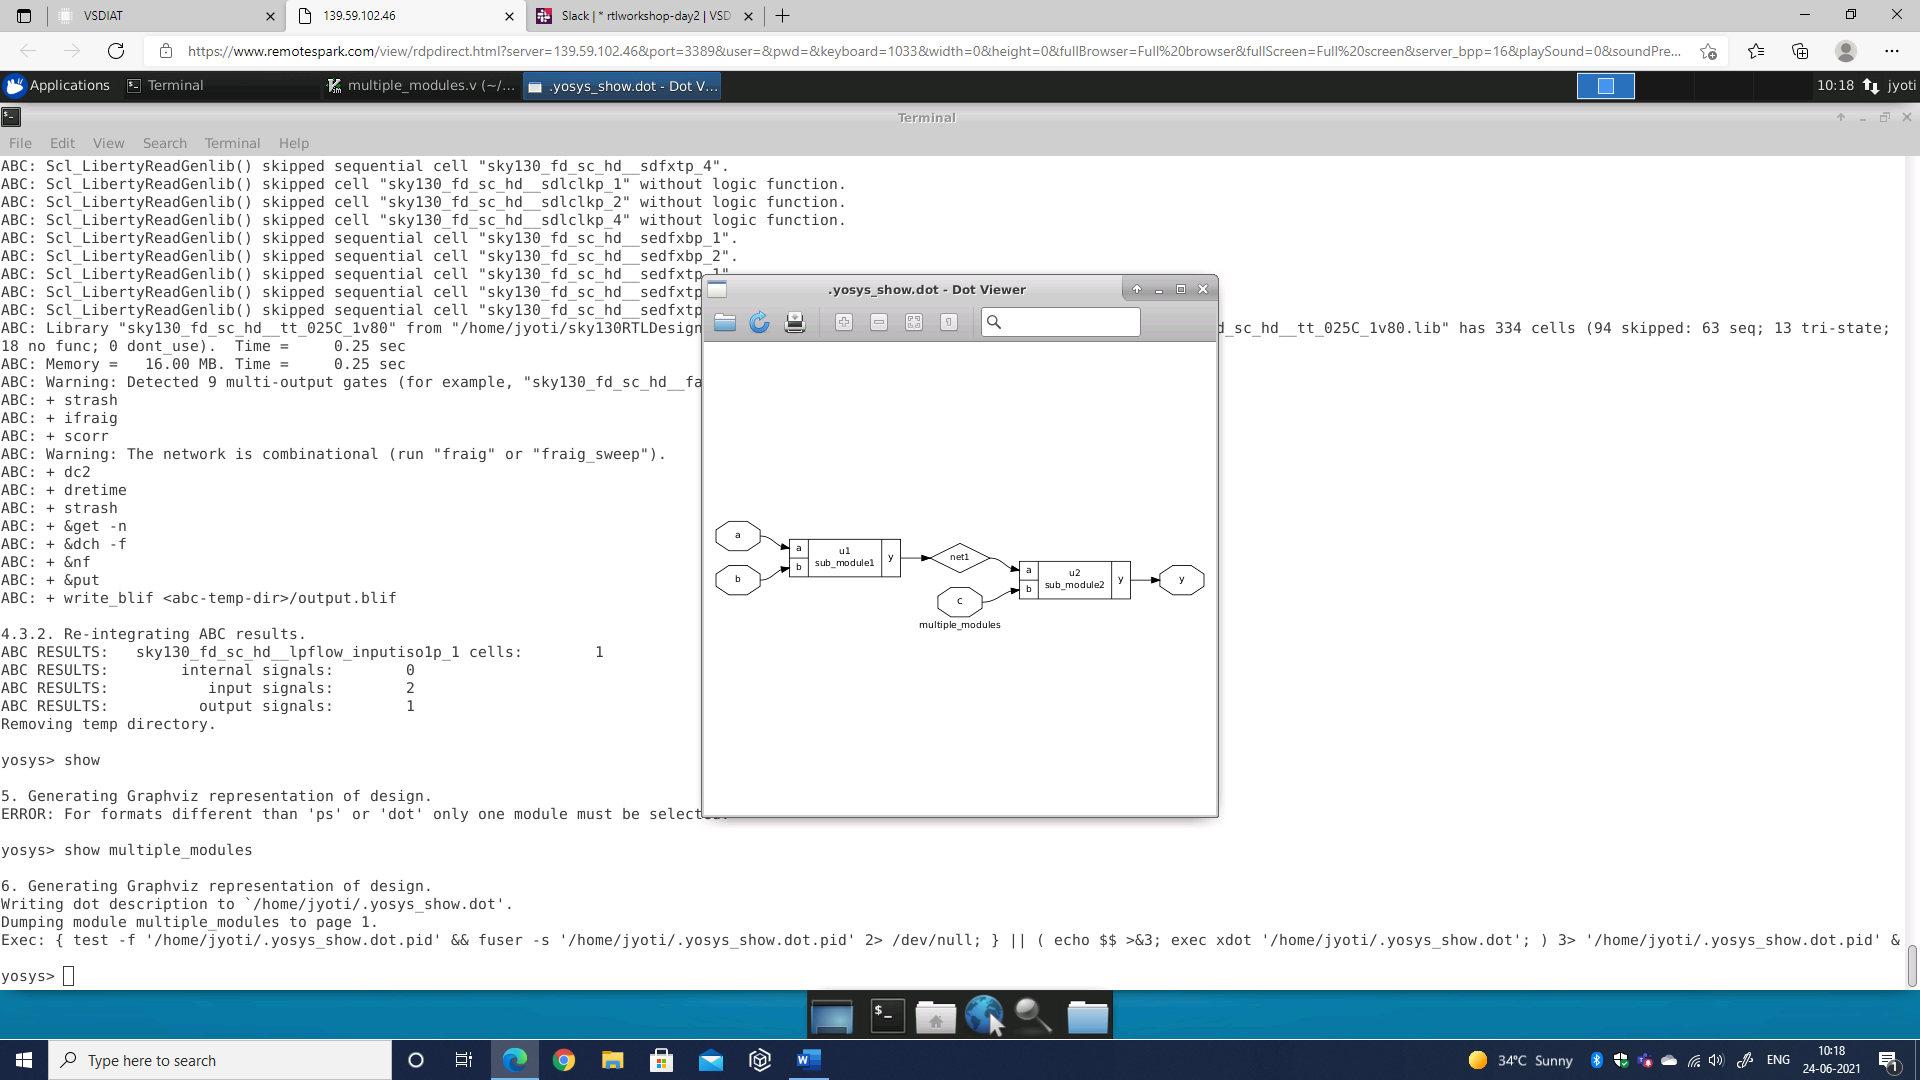 VSDIAT
139.59.102.46
Slack | * rtlworkshop-day2 | VSD
https://www.remotespark.com/view/rdpdirect.html?server=139.59.102.46&port=3389&user=&pwd=&keyboard=1033&width=0&height=0&fullBrowser=Full%20browser&fullScreen=Full%20screen&server_bpp=16&playSound=0&soundPre...
Applications
Terminal
multiple_modules.v (~/...
.yosys_show.dot - Dot V...
10:18
jyoti
Terminal
File Edit View Search Terminal Help
ABC: Scl_LibertyReadGenlib() skipped sequential cell "sky130_fd_sc_hd__sdfxtp_4".
ABC: Scl_LibertyReadGenlib() skipped cell "sky130_fd_sc_hd__sdlclkp_1" without logic function.
ABC: Scl_LibertyReadGenlib() skipped cell "sky130_fd_sc_hd__sdlclkp_2" without logic function.
ABC: Scl_LibertyReadGenlib() skipped cell "sky130_fd_sc_hd__sdlclkp_4" without logic function.
ABC: Scl_LibertyReadGenlib() skipped sequential cell "sky130_fd_sc_hd__sedfxbp_1".
ABC: Scl_LibertyReadGenlib() skipped sequential cell "sky130_fd_sc_hd__sedfxbp_2".
ABC: Scl_LibertyReadGenlib() skipped sequential cell "sky130_fd_sc_hd__sedfxtp_1"
ABC: Scl_LibertyReadGenlib() skipped sequential cell "sky130_fd_sc_hd__sedfxtp
ABC: Scl_LibertyReadGenlib() skipped sequential cell "sky130_fd_sc_hd__sedfxtp
ABC: Library "sky130_fd_sc_hd__tt_025C_1v80" from "/home/jyoti/sky130RTLDesign d_sc_hd__tt_025C_1v80.lib" has 334 cells (94 skipped: 63 seq; 13 tri-state;
18 no func; 0 dont_use).  Time =     0.25 sec
ABC: Memory =   16.00 MB. Time =     0.25 sec
ABC: Warning: Detected 9 multi-output gates (for example, "sky130_fd_sc_hd__fa
ABC: + strash
ABC: + ifraig
ABC: + scorr
ABC: Warning: The network is combinational (run "fraig" or "fraig_sweep").
ABC: + dc2
ABC: + dretime
ABC: + strash
ABC: + &get -n
ABC: + &dch -f
ABC: + &nf
ABC: + &put
ABC: + write_blif <abc-temp-dir>/output.blif
4.3.2. Re-integrating ABC results.
ABC RESULTS:   sky130_fd_sc_hd__lpflow_inputiso1p_1 cells:        1
ABC RESULTS:        internal signals:        0
ABC RESULTS:           input signals:        2
ABC RESULTS:          output signals:        1
Removing temp directory.
yosys> show
5. Generating Graphviz representation of design.
ERROR: For formats different than 'ps' or 'dot' only one module must be selected.
yosys> show multiple_modules
6. Generating Graphviz representation of design.
Writing dot description to `/home/jyoti/.yosys_show.dot'.
Dumping module multiple_modules to page 1.
Exec: { test -f '/home/jyoti/.yosys_show.dot.pid' && fuser -s '/home/jyoti/.yosys_show.dot.pid' 2> /dev/null; } || ( echo $$ >&3; exec xdot '/home/jyoti/.yosys_show.dot'; ) 3> '/home/jyoti/.yosys_show.dot.pid' &
yosys>
.yosys_show.dot - Dot Viewer
a
b
a
b
u1
sub_module1
y
net1
c
multiple_modules
a
b
u2
sub_module2
y
y
Type here to search
34°C Sunny
ENG
10:18
24-06-2021
1